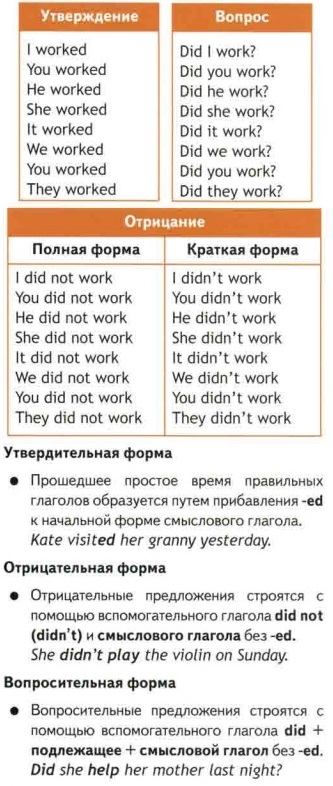 Утверждение
I worked
You worked
He worked
She worked
It worked
We worked
You worked
They worked
Вопрос
Did I work?
Did you work?
Did he work?
Did she work?
Did it work?
Did we work?
Did you work?
Did they work?
Отрицание
Полная форма
I did not work
You did not work
He did not work
She did not work
It did not work
We did not work
You did not work
They did not work
Краткая форма
I didn't work
You didn't work
He didn't work
She didn't work
It didn't work
We didn't work
You didn't work
They didn't work
Утвердительная форма
● Прошедшее простое время правильных
глаголов образуется путем прибавления -ed
к начальной форме смыслового глагола.
Kate visited her granny yesterday.
Отрицательная форма
● Отрицательные предложения строятся с
помощью вспомогательного глагола did not
(didn't) и смыслового глагола без -ed.
She didn't play the violin on Sunday.
Вопросительная форма
● Вопросительные предложения строятся с
помощью вспомогательного глагола did +
подлежащее + смысловой глагол без -ed.
Did she help her mother last night?